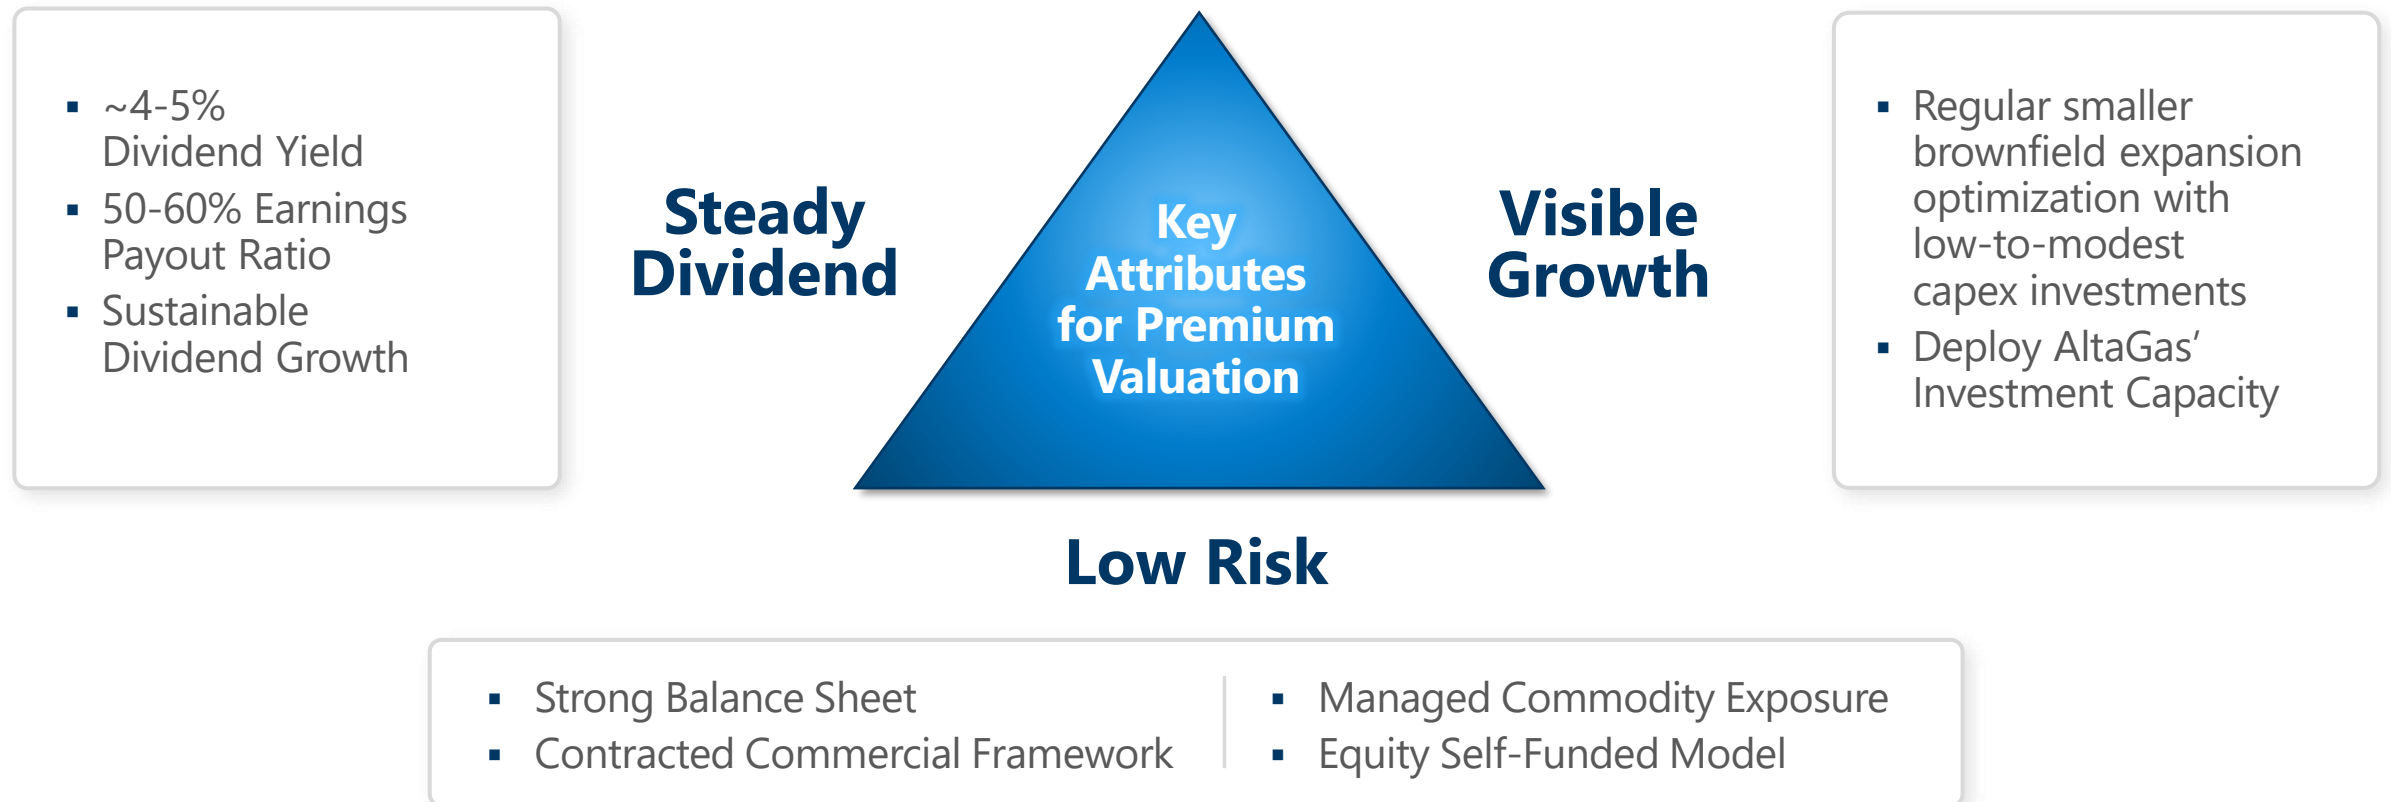 ▪ ~4-5%
Dividend Yield
▪ 50-60% Earnings
Payout Ratio
▪ Sustainable
Dividend Growth
Steady
Dividend
Key
Attributes
for Premium
Valuation
Visible
Growth
▪ Regular smaller
brownfield expansion
optimization with
low-to-modest
capex investments
▪ Deploy AltaGas’
Investment Capacity
Low Risk
▪ Strong Balance Sheet
▪ Contracted Commercial Framework
▪ Managed Commodity Exposure
▪ Equity Self-Funded Model